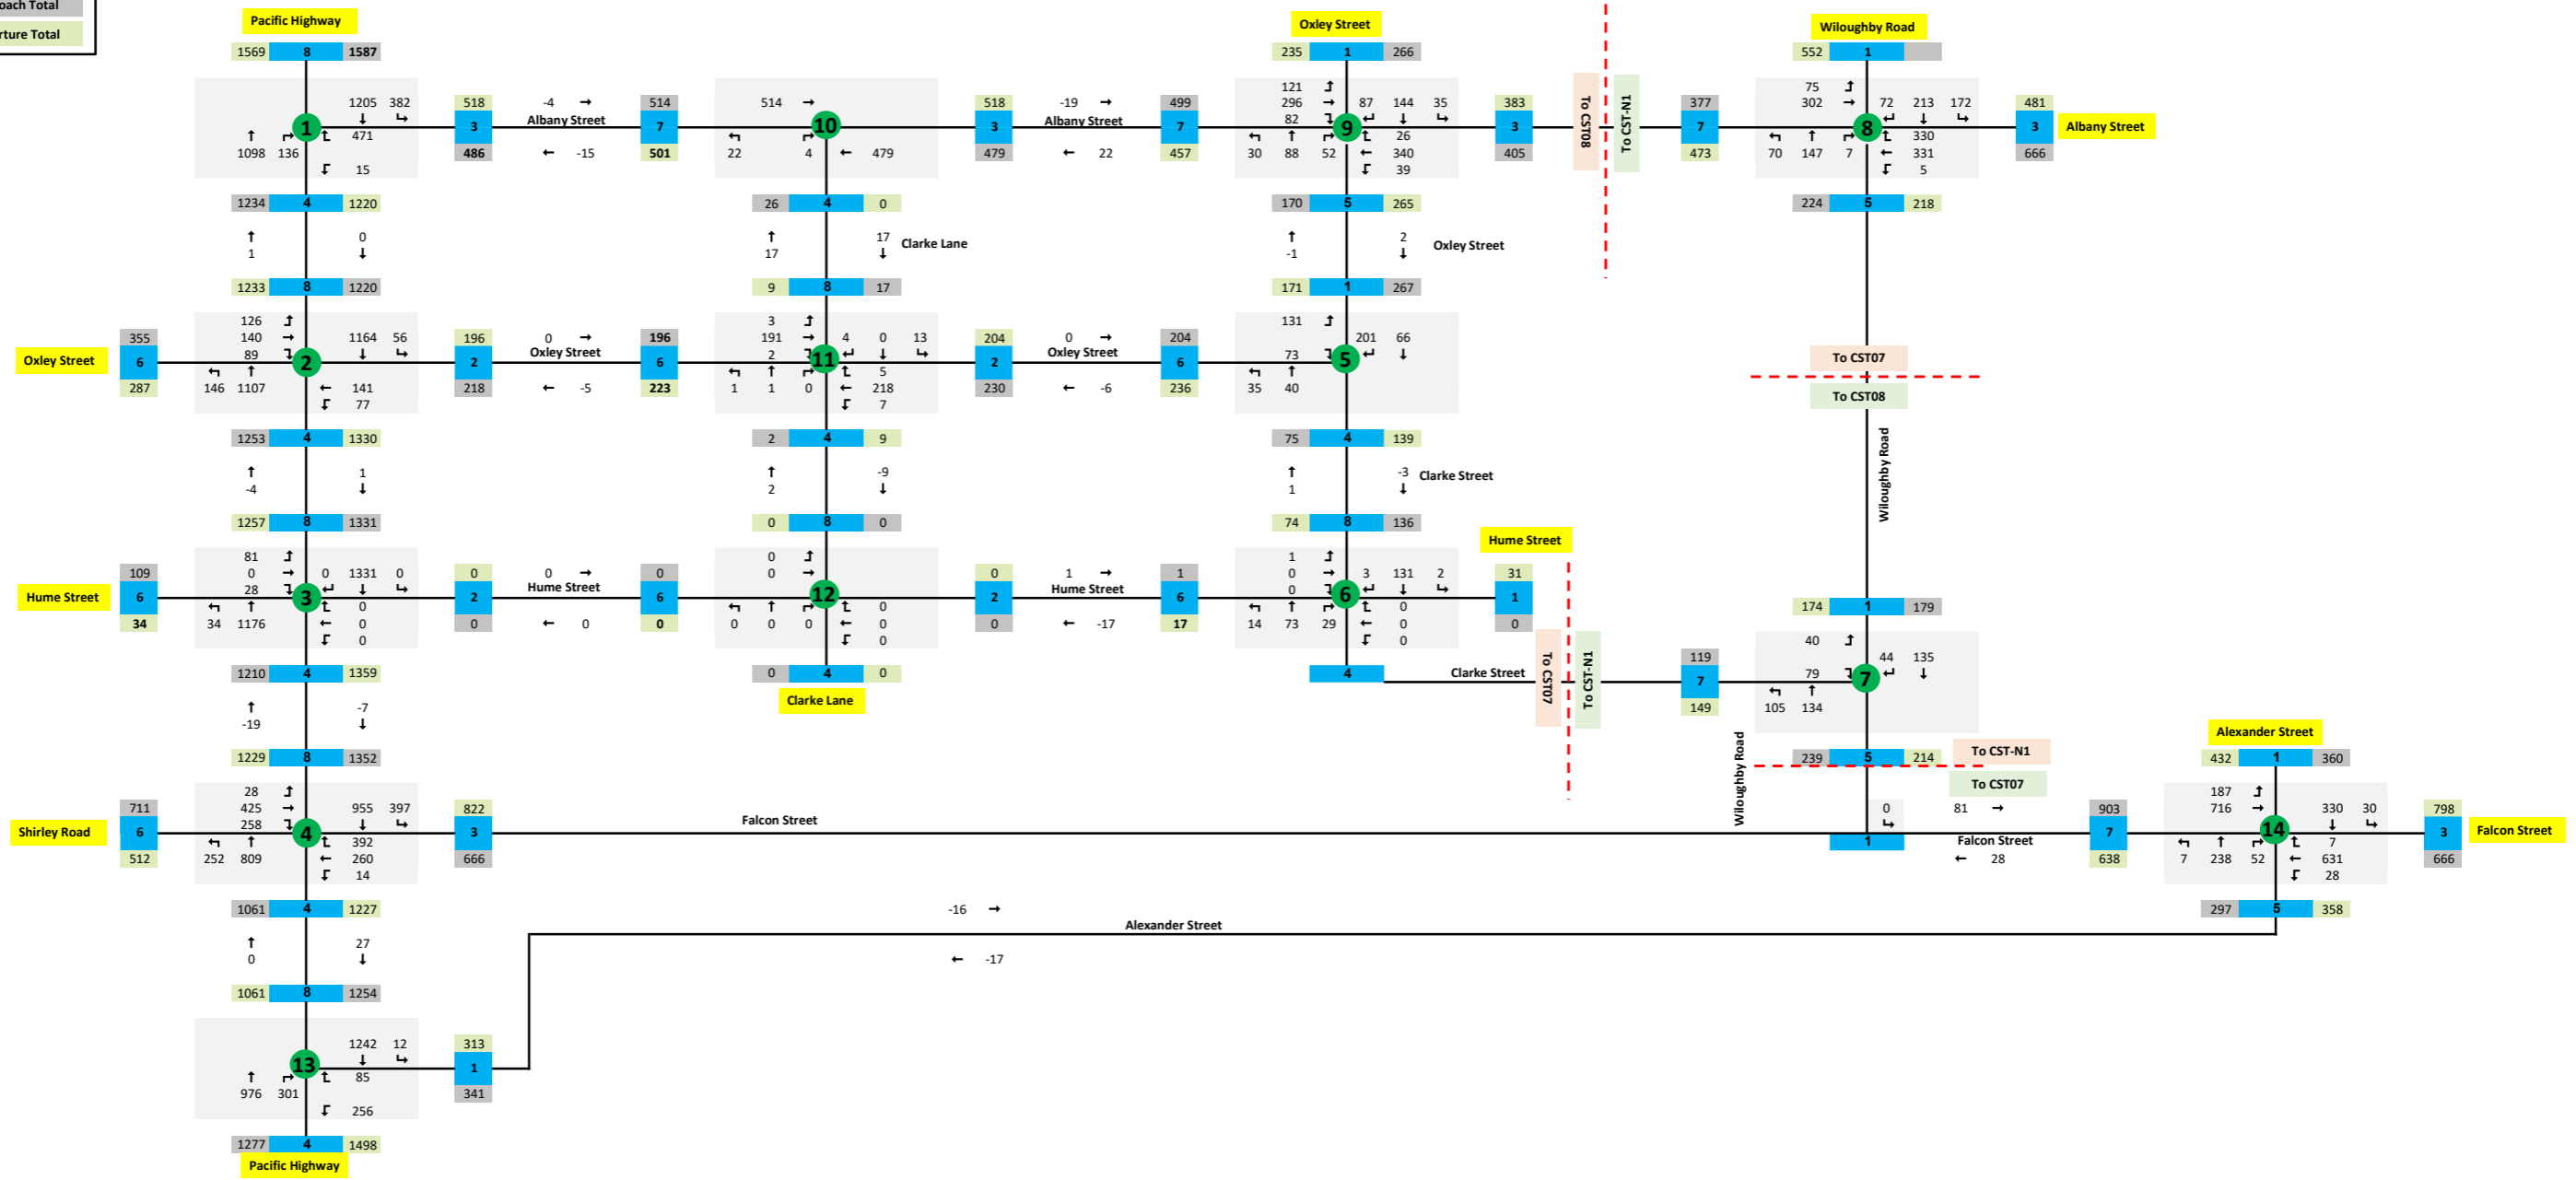 oach Total
rture Total
Pacific Highway
Oxley Street
Wiloughby Road
1569 8 1587
235 1 266
552 1
1205 382
471
1098 136
15
518
3
486
-4 →
Albany Street
← -15
514
7
501
514 →
10
22 4 ← 479
518
3
479
-19 →
Albany Street
← 22
499
7
457
121
296 → 87 144 35
82
9
26
30 88 52 ← 340
39
383
3
405
To CST08
To CST-N1
377
7
473
75
302 → 72 213 172
8
330
70 147 7 ← 331
5
481
3
666
Albany Street
1
1234 4 1220
26 4 0
170 5 265
224 5 218
↑ 0
1 ↓
↑ 17
17 ↓
Clarke Lane
↑ 2
-1 ↓
Oxley Street
1233 8 1220
9 8 17
171 1 267
Oxley Street
355
6
287
126
140 → 1164 56
89
2
146 1107 ← 141
77
196
2
218
0 →
Oxley Street
← -5
196
6
223
3
191 → 4 0 13
2
11
5
1 1 0 ← 218
7
204
2
230
0 →
Oxley Street
← -6
204
6
236
131
201 66
73
5
35 40
To CST07
To CST08
1253 4 1330
2 4 9
75 4 139
↑ 1
-4 ↓
↑ -9
2 ↓
↑ -3
1 ↓
Clarke Street
Wiloughby Road
1257 8 1331
0 8 0
74 8 136
Hume Street
Hume Street
109
6
34
81
0 → 0 1331 0
28
3
0
34 1176 ← 0
0
0
2
0
0 →
Hume Street
← 0
0
6
0
0
0 →
12
0
0 0 0 ← 0
0
0
2
0
1 →
Hume Street
← -17
1
6
17
1
0 → 3 131 2
0
6
0
14 73 29 ← 0
0
31
1
0
174 1 179
1210 4 1359
0 4 0
4
Clarke Street
To CST07
To CST-N1
119
7
149
40
44 135
79
7
105 134
Clarke Lane
↑ -7
-19 ↓
Wiloughby Road
1229 8 1352
239 5 214
To CST-N1
To CST07
Alexander Street
432 1 360
Shirley Road
711
6
512
28
425 → 955 397
258
4
392
252 809 ← 260
14
822
3
666
Falcon Street
0
1
81 →
Falcon Street
← 28
903
7
638
187
716 → 330 30
14
7
7 238 52 ← 631
28
798
3
666
Falcon Street
1061 4 1227
297 5 358
↑ 27
0 ↓
-16 →
Alexander Street
← -17
1061 8 1254
1242 12
13
85
976 301
256
313
1
341
1277 4 1498
Pacific Highway